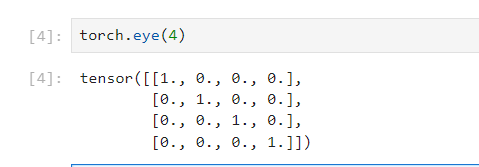 [4]: torch.eye(4)
[4]: tensor([[1., 0., 0., 0.],
        [0., 1., 0., 0.],
        [0., 0., 1., 0.],
        [0., 0., 0., 1.]])